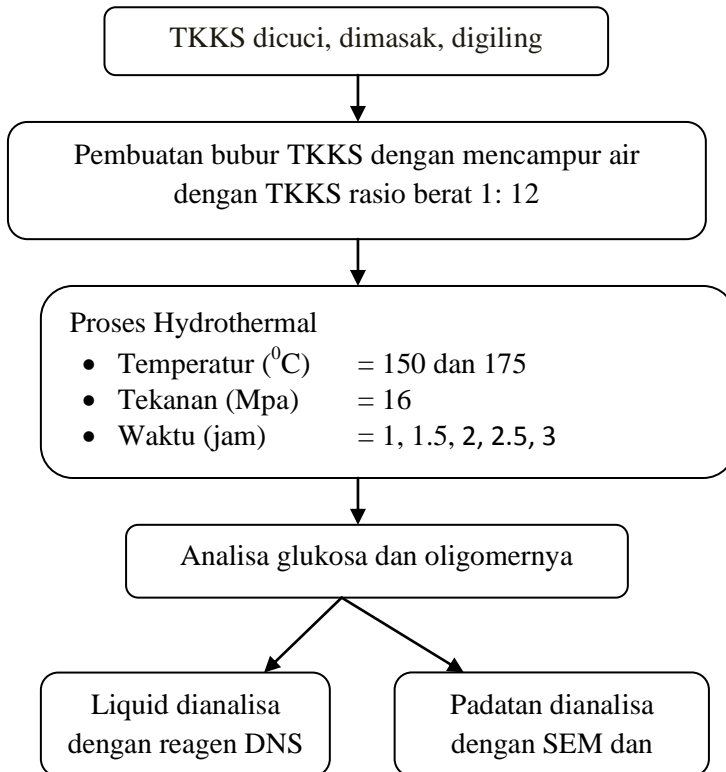 TKKS dicuci, dimasak, digiling
Pembuatan bubur TKKS dengan mencampur air
dengan TKKS rasio berat 1: 12
Proses Hydrothermal
• Temperatur (⁰C) = 150 dan 175
• Tekanan (Mpa) = 16
• Waktu (jam) = 1, 1.5, 2, 2.5, 3
Analisa glukosa dan oligomernya
Liquid dianalisa
dengan reagen DNS
Padatan dianalisa
dengan SEM dan